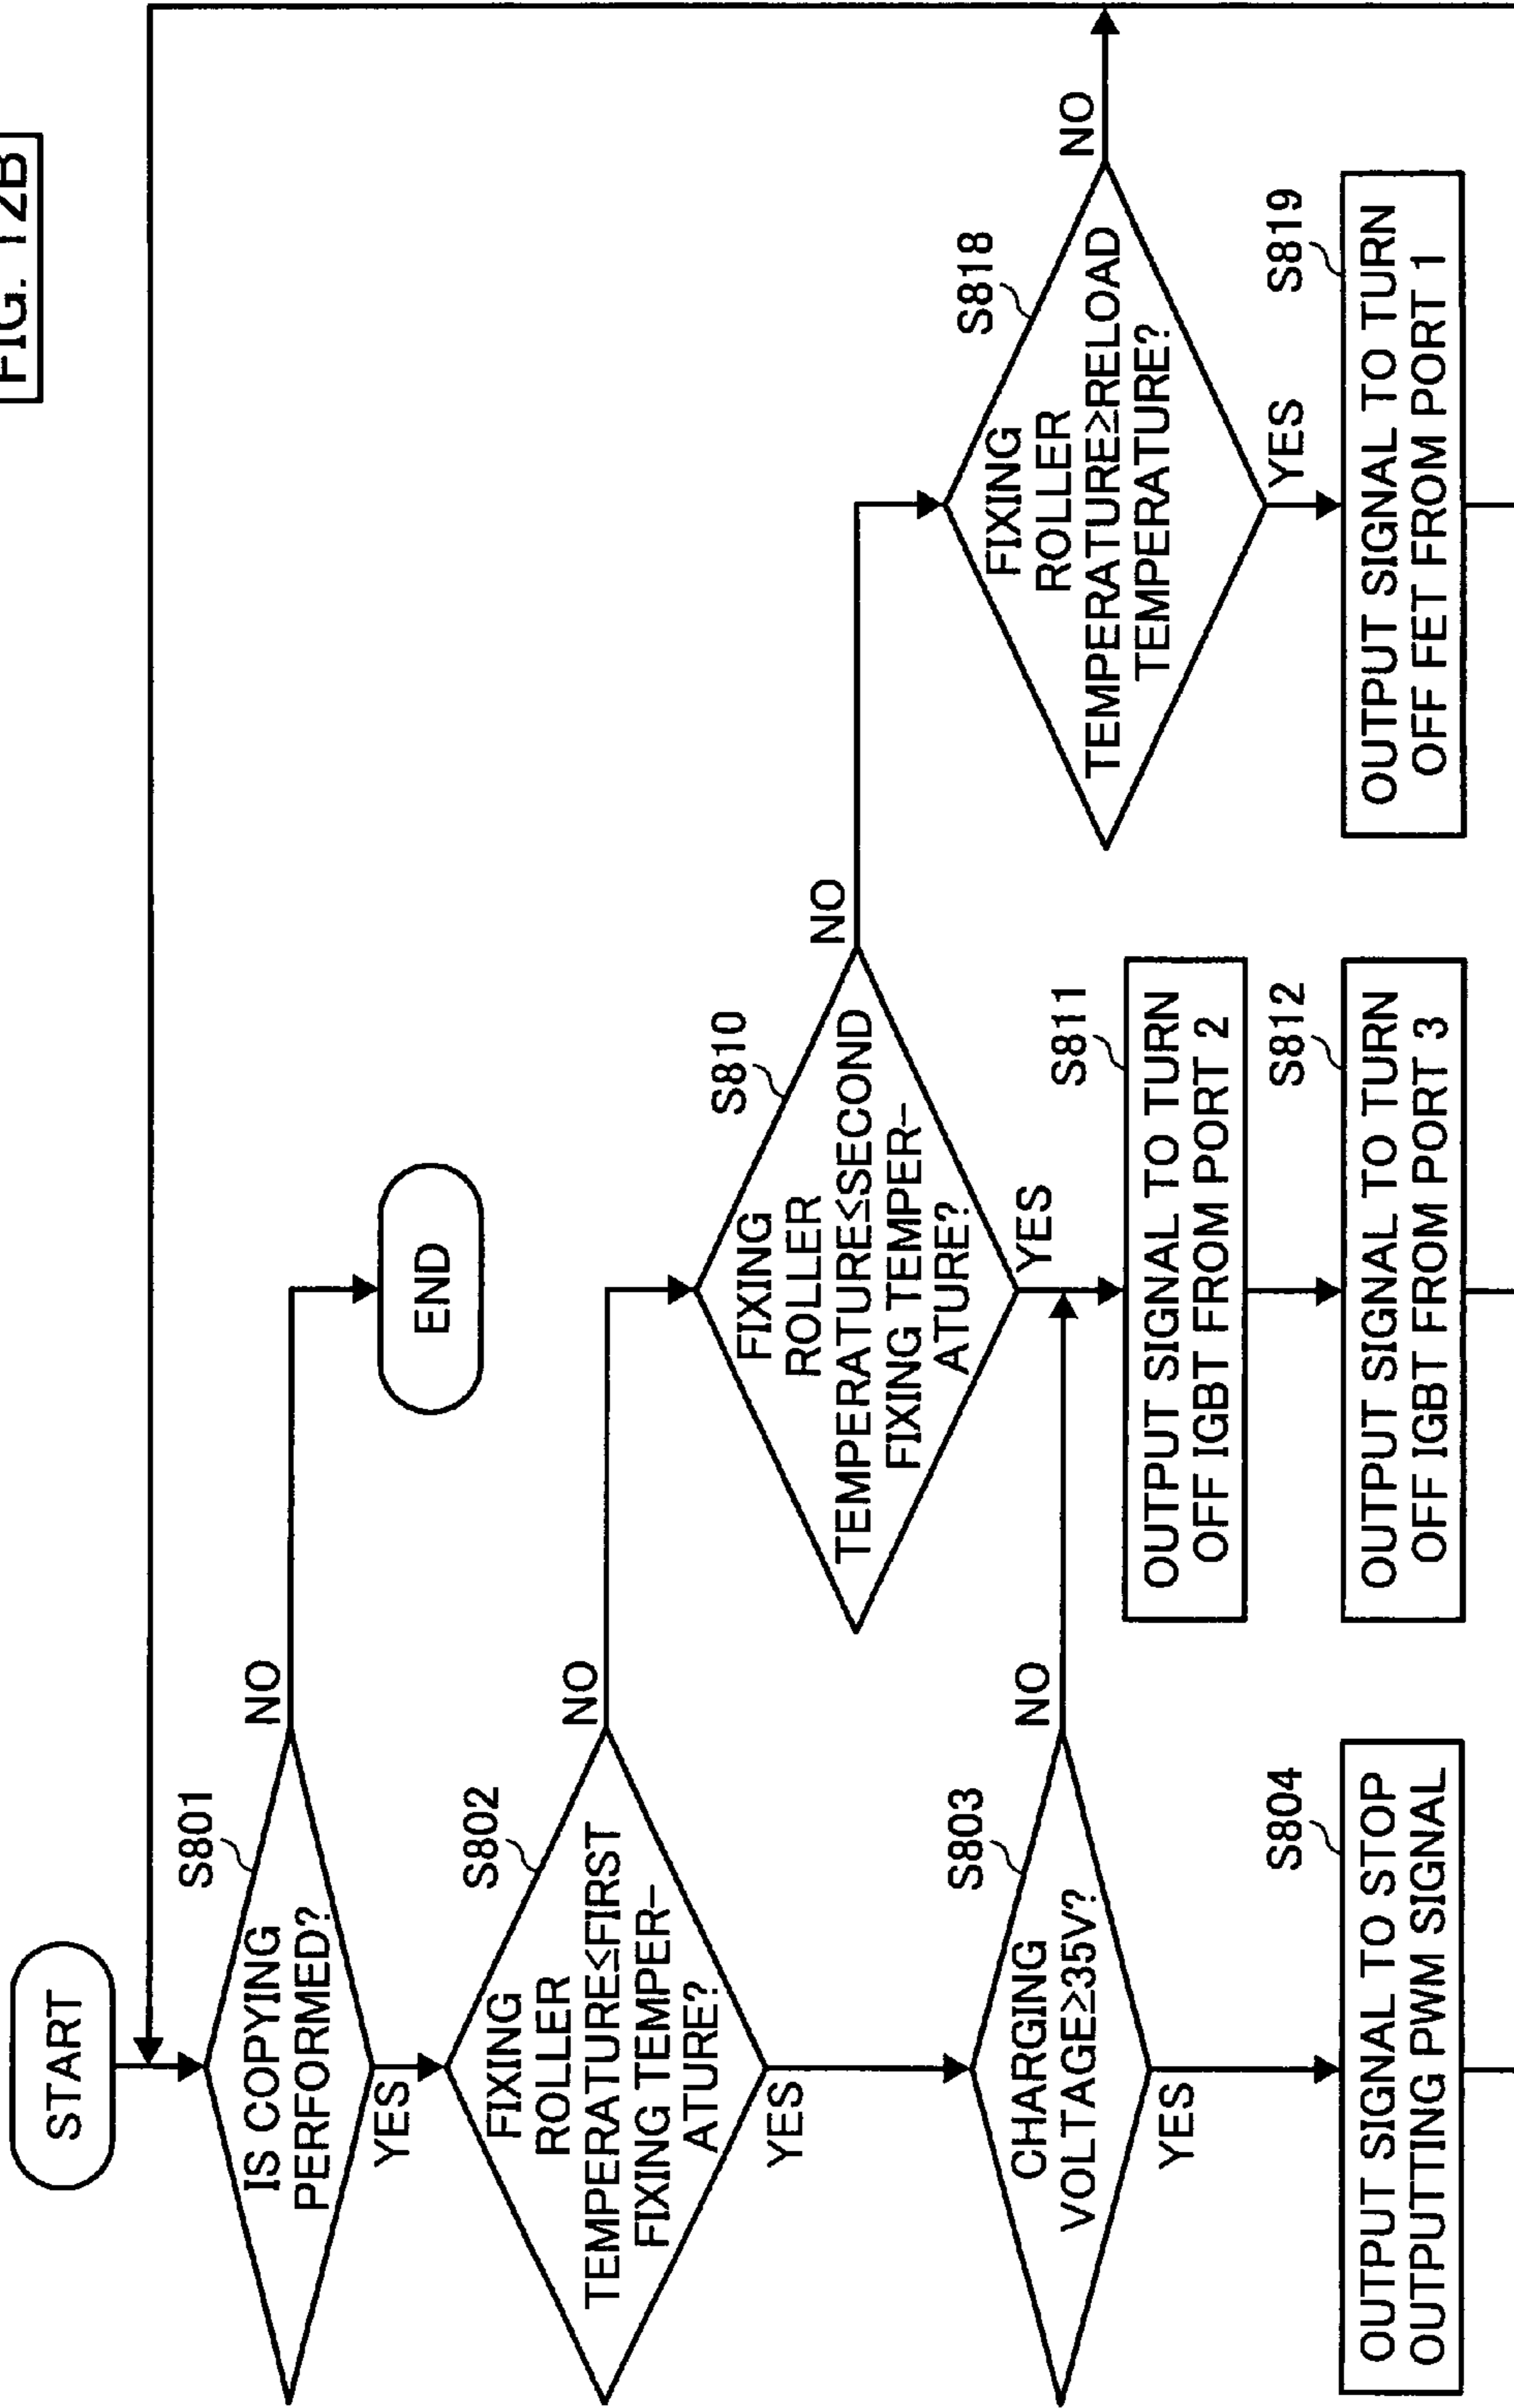 FIG. 12B
START
S801
IS COPYING
PERFORMED?
NO
YES
END
S802
FIXING
ROLLER
TEMPERATURE≤FIRST
FIXING TEMPER-
ATURE?
NO
YES
S803
CHARGING
VOLTAGE≥35V?
NO
YES
S804
OUTPUT SIGNAL TO STOP
OUTPUTTING PWM SIGNAL
S810
FIXING
ROLLER
TEMPERATURE≤SECOND
FIXING TEMPER-
ATURE?
NO
YES
S811
OUTPUT SIGNAL TO TURN
OFF IGBT FROM PORT 2
S812
OUTPUT SIGNAL TO TURN
OFF IGBT FROM PORT 3
S818
FIXING
ROLLER
TEMPERATURE≥RELOAD
TEMPERATURE?
NO
YES
S819
OUTPUT SIGNAL TO TURN
OFF FET FROM PORT 1